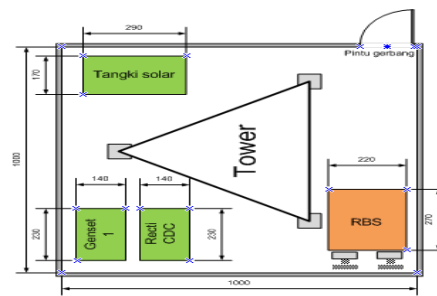 290
Pintu gerbang
170
Tangki solar
1000
Tower
140
140
220
230
Genset
1
Recti
CDC
230
RBS
270
1000